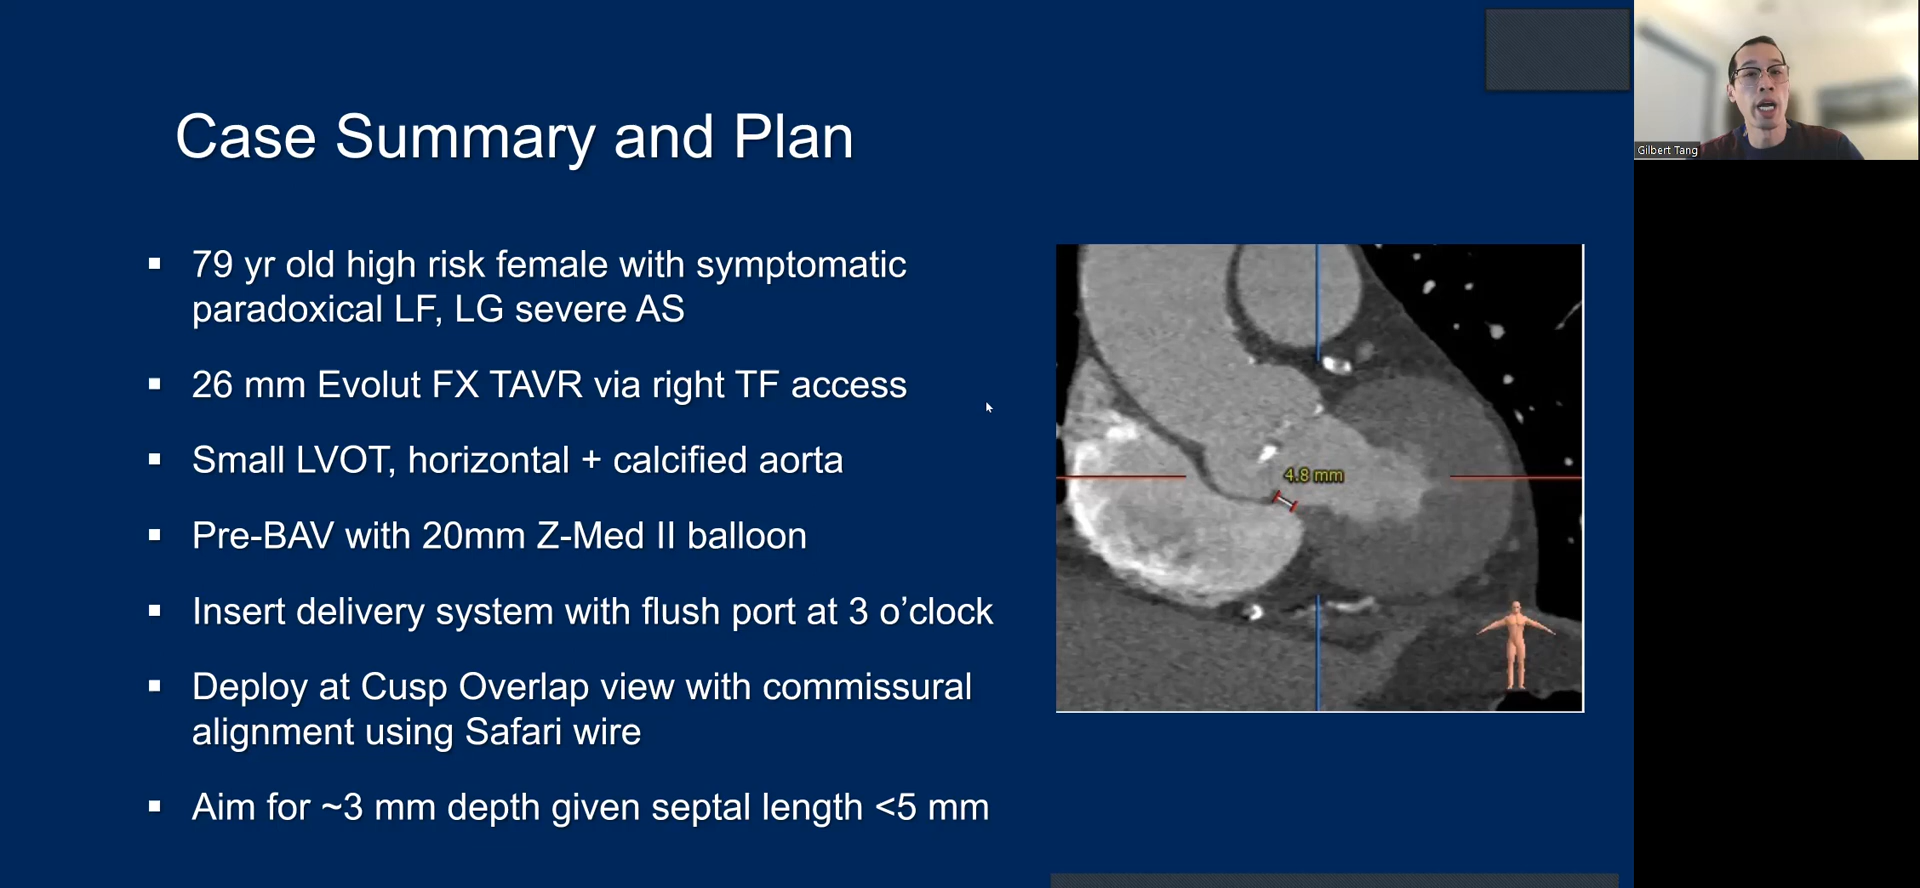 Case Summary and Plan
79 yr old high risk female with symptomatic
paradoxical LF, LG severe AS
26 mm Evolut FX TAVR via right TF access
Small LVOT, horizontal + calcified aorta
Pre-BAV with 20mm Z-Med II balloon
Insert delivery system with flush port at 3 o’clock
Deploy at Cusp Overlap view with commissural
alignment using Safari wire
Aim for ~3 mm depth given septal length <5 mm
4.8 mm
Gilbert Tang